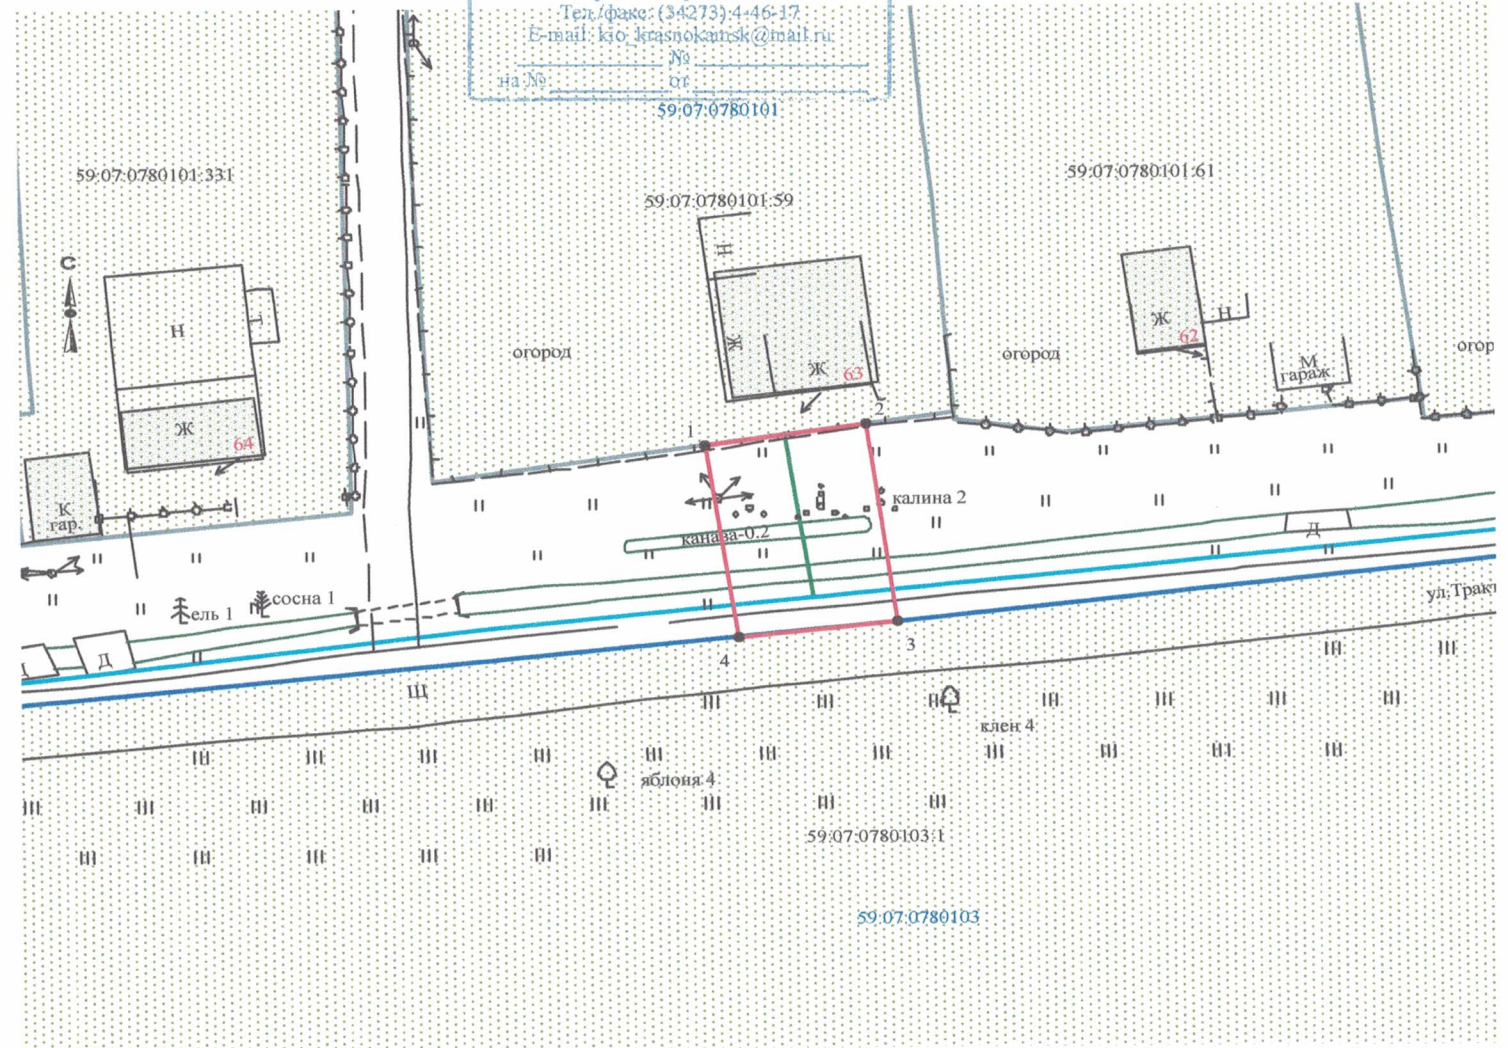 Тел./факс: (34273) 4-46-17
E-mail: kio_krasnokamsk@mail.ru
№
на № от
59:07:0780101
59:07:0780101:331
59:07:0780101:59
59:07:0780101:61
С
Н
Т
Ж
64
К
гар.
огород
Н
Ж
Ж
63
огород
Ж
62
Н
М
гараж
огор
1
2
калина 2
канава-0.2
ель 1
сосна 1
Д
Д
ул.Тракт
4
3
Щ
клен 4
яблоня 4
59:07:0780103:1
59:07:0780103